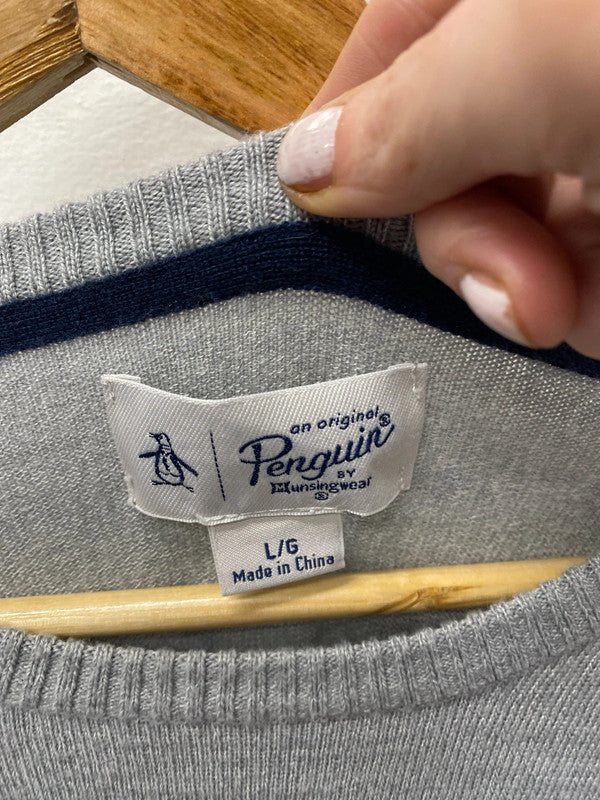 an original
Penguin®
BY
Munsingwear
®
L/G
Made in China